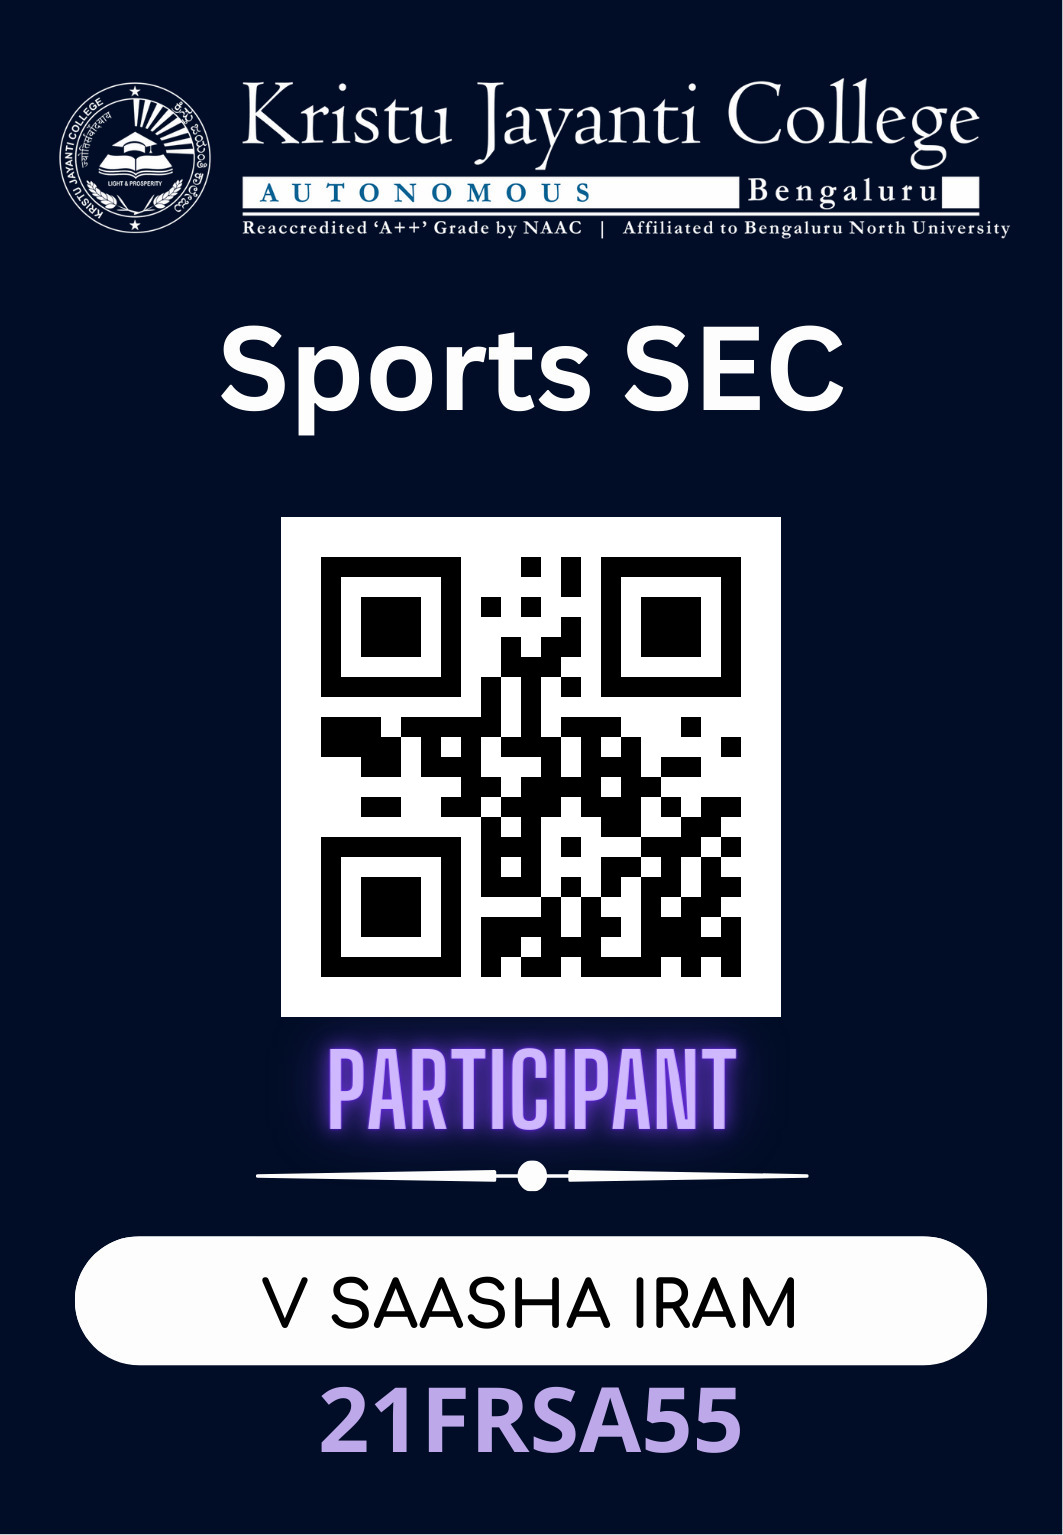 Kristu Jayanti College
AUTONOMOUS Bengaluru
Reaccredited ‘A++’ Grade by NAAC | Affiliated to Bengaluru North University
KRISTU JAYANTI COLLEGE
ಕ್ರಿಸ್ತು ಜಯಂತಿ ಕಾಲೇಜು
LIGHT & PROSPERITY
Sports SEC
PARTICIPANT
V SAASHA IRAM
21FRSA55